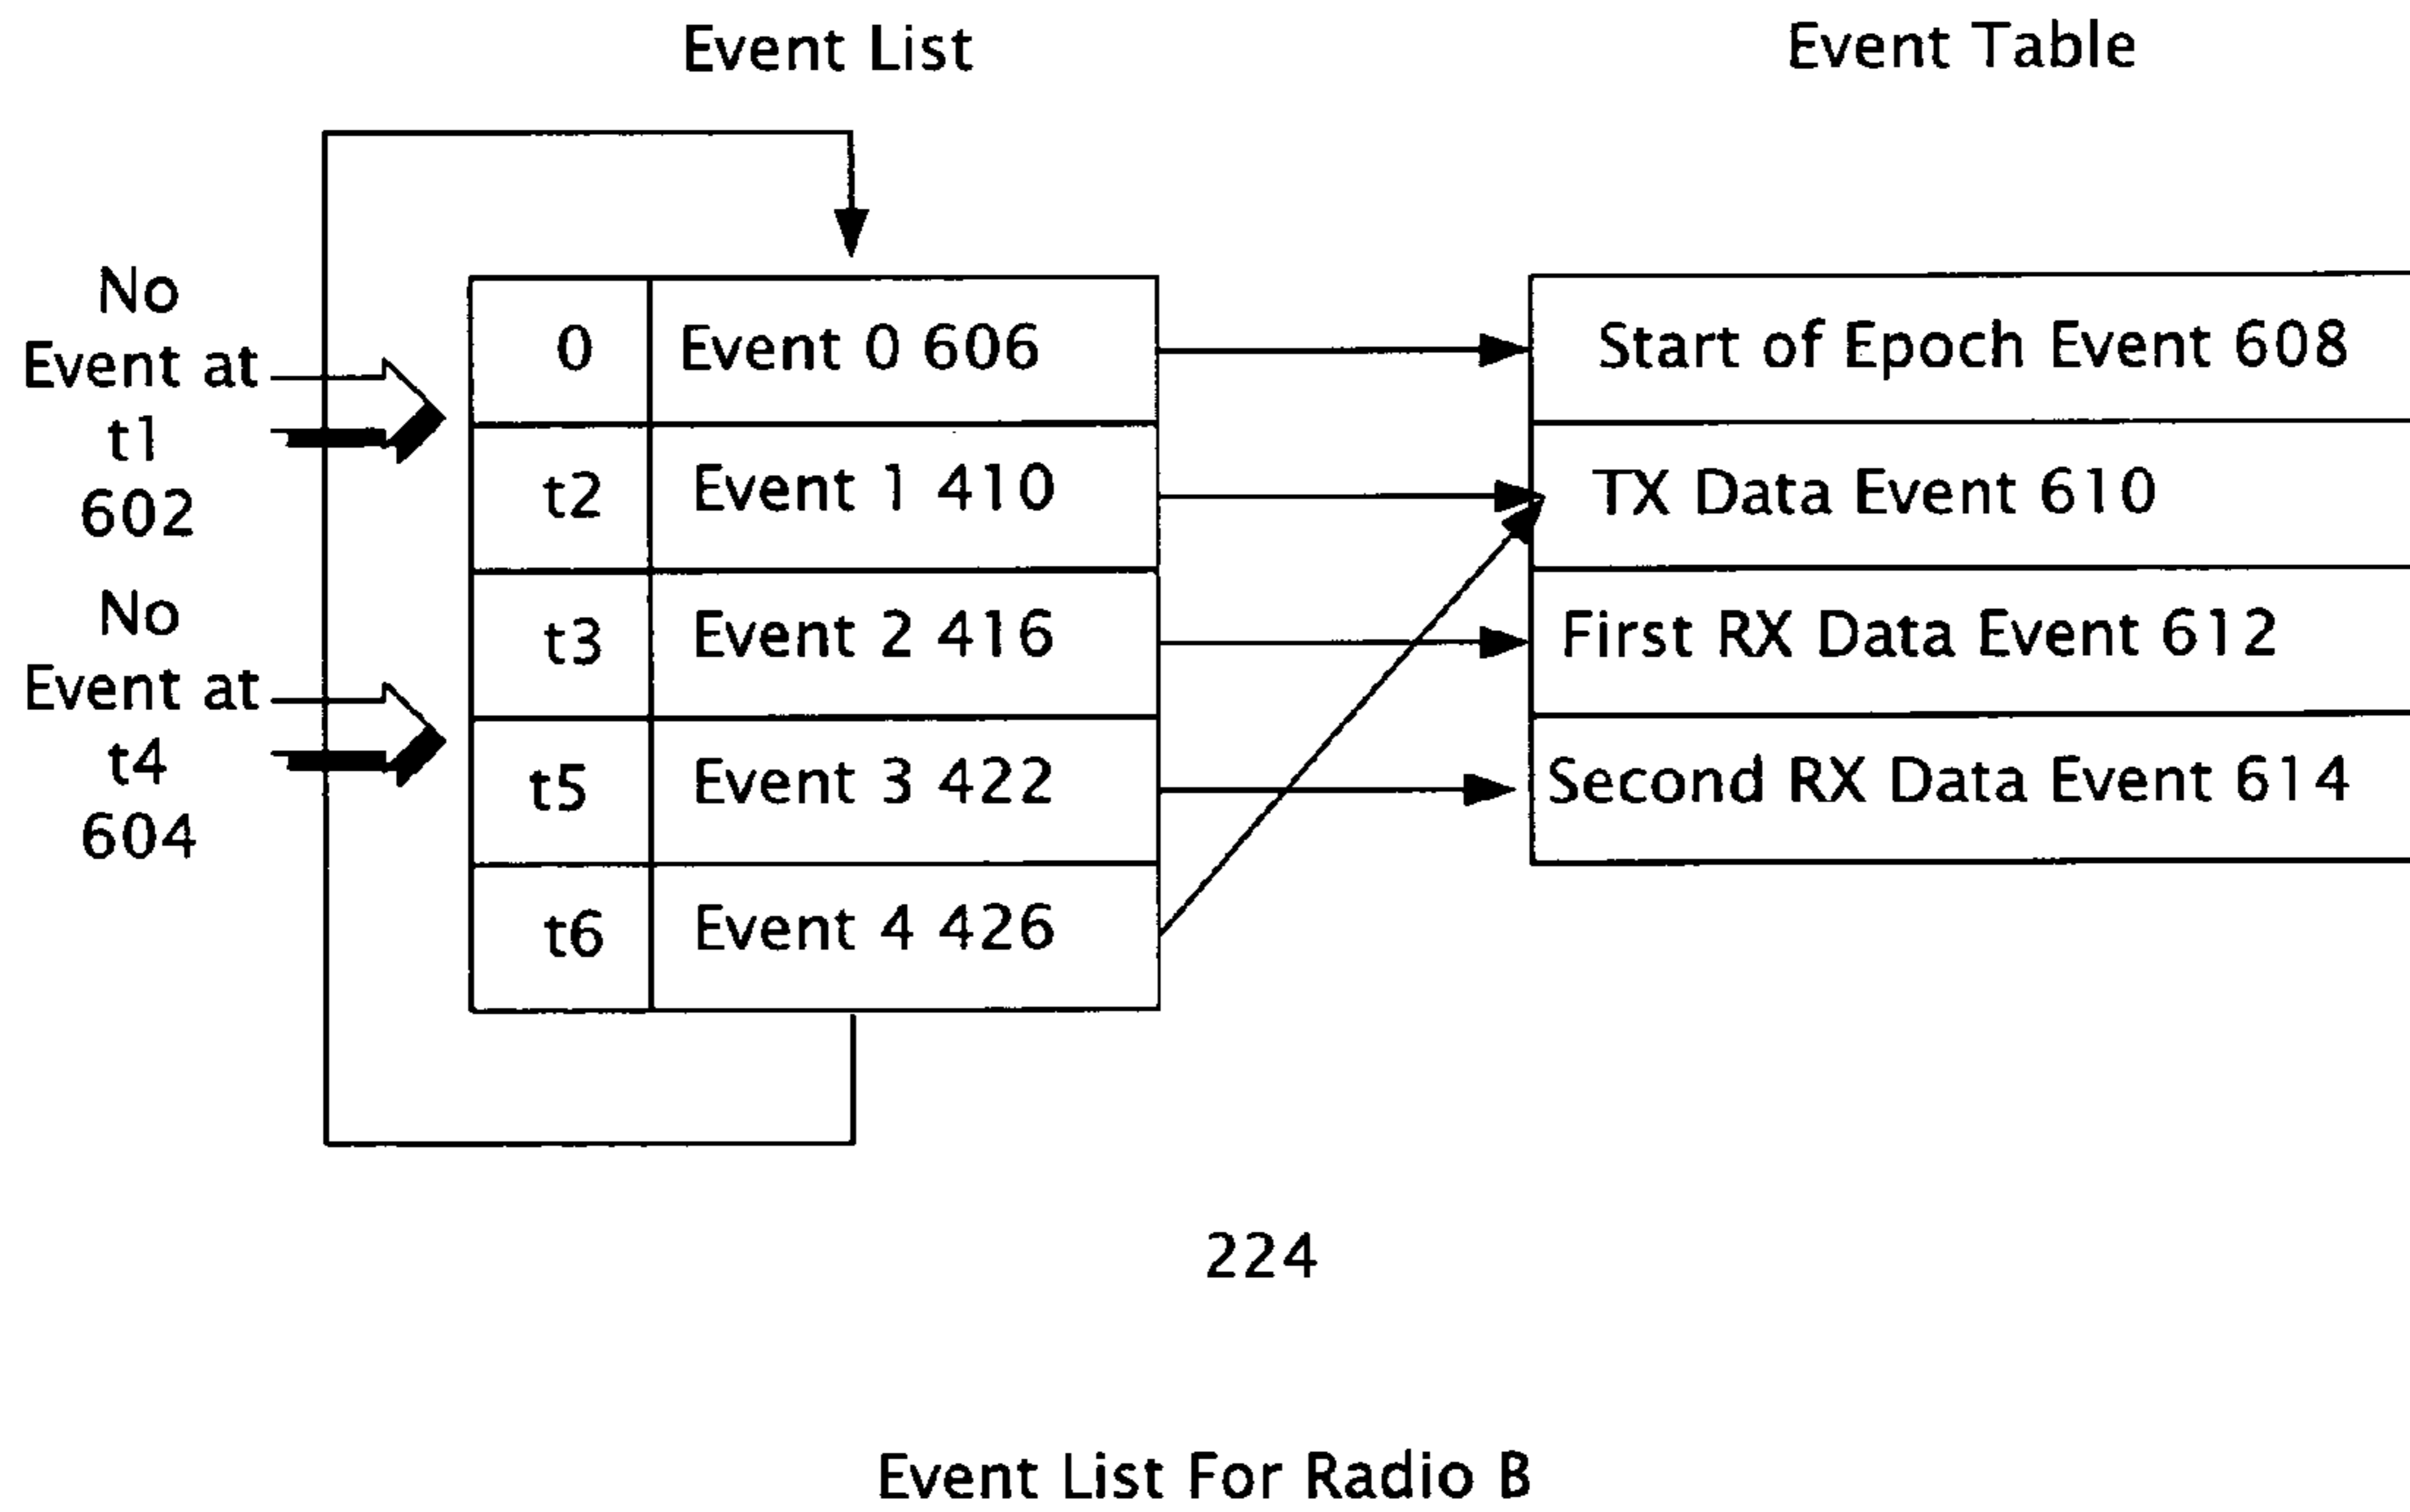 Event List
Event Table
No
Event at
t1
602
No
Event at
t4
604
0
Event 0 606
t2
Event 1 410
t3
Event 2 416
t5
Event 3 422
t6
Event 4 426
Start of Epoch Event 608
TX Data Event 610
First RX Data Event 612
Second RX Data Event 614
224
Event List For Radio B